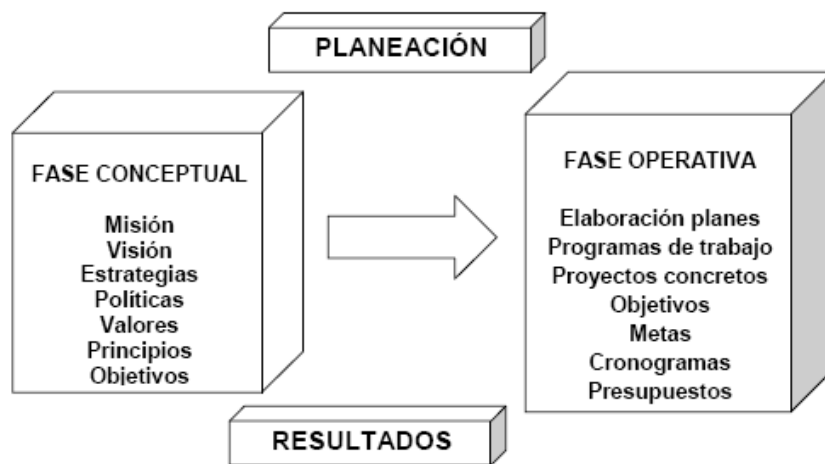 PLANEACIÓN
FASE CONCEPTUAL
Misión
Visión
Estrategias
Políticas
Valores
Principios
Objetivos
FASE OPERATIVA
Elaboración planes
Programas de trabajo
Proyectos concretos
Objetivos
Metas
Cronogramas
Presupuestos
RESULTADOS